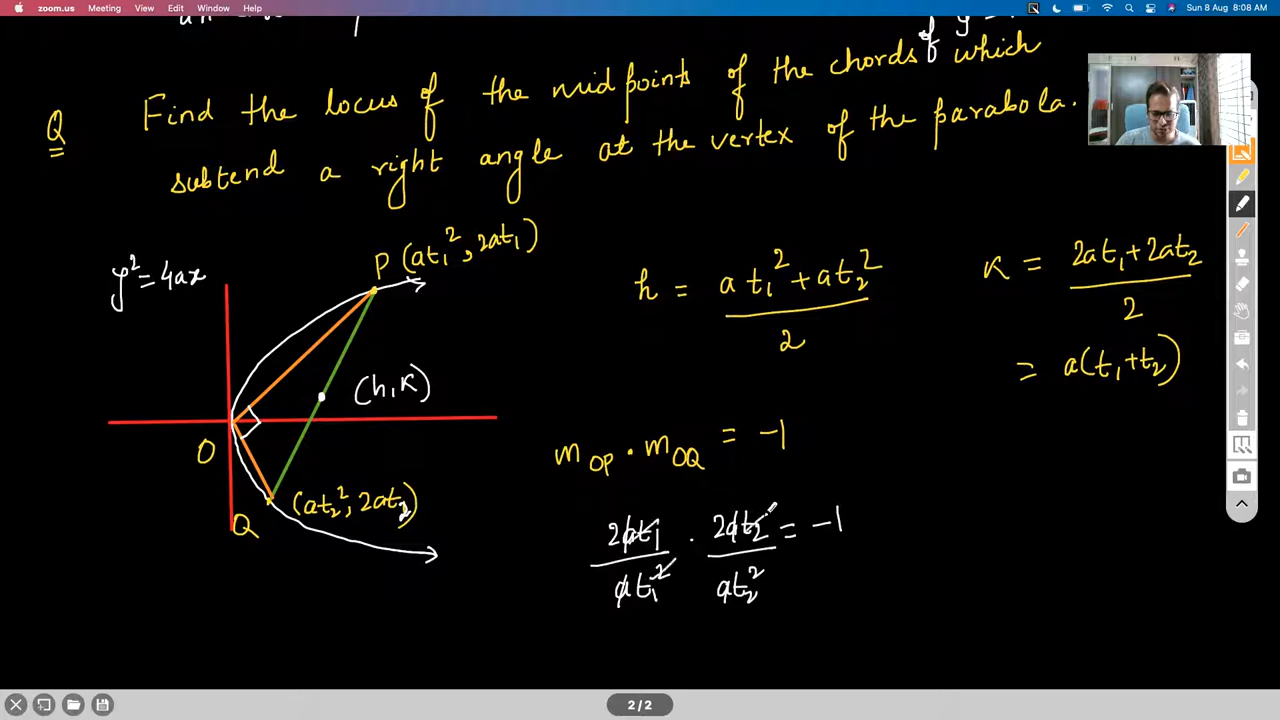 zoom.us Meeting View Edit Window Help
Sun 8 Aug 8:08 AM
Q Find the locus of the midpoints of the chords of which
subtend a right angle at the vertex of the parabola.
y² = 4ax
P (at₁², 2at₁)
h = (at₁² + at₂²)/2
κ = (2at₁ + 2at₂)/2
= a(t₁+t₂)
(h, κ)
O
m_OP · m_OQ = -1
Q (at₂², 2at₂)
2at₁/at₁² · 2at₂/at₂² = -1
2/2